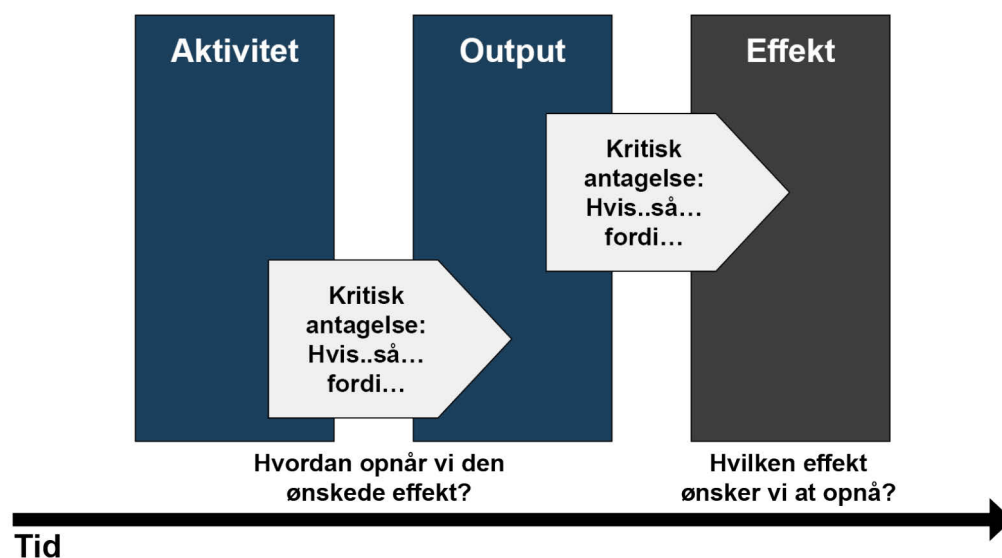 Aktivitet
Output
Effekt
Kritisk
antagelse:
Hvis..så…
fordi…
Kritisk
antagelse:
Hvis..så…
fordi…
Hvordan opnår vi den
ønskede effekt?
Hvilken effekt
ønsker vi at opnå?
Tid